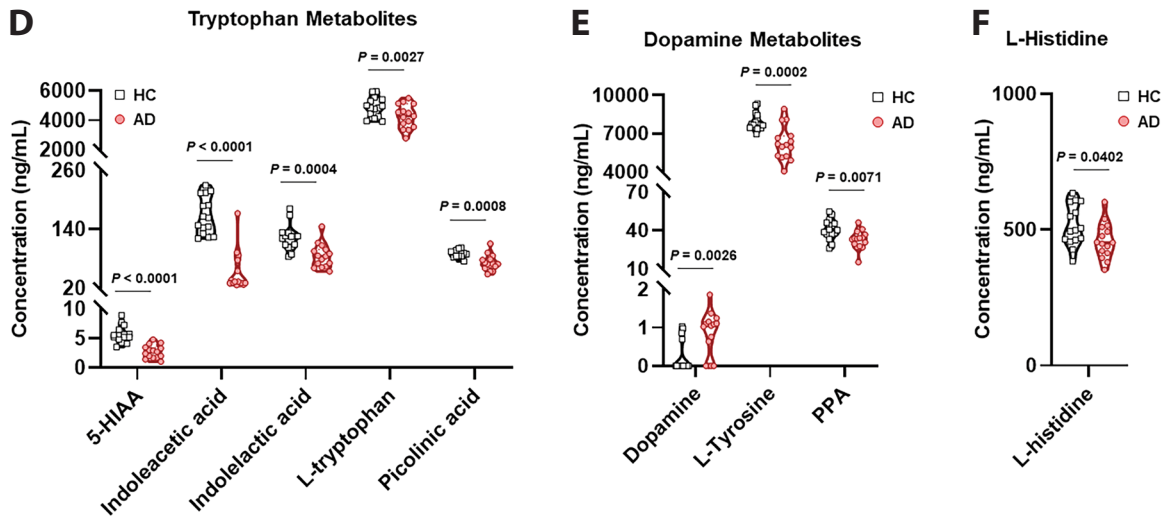 D
Tryptophan Metabolites
Concentration (ng/mL)
6000
4000
2000
260
140
20
10
5
0
HC
AD
P < 0.0001
P < 0.0001
P = 0.0004
P = 0.0027
P = 0.0008
5-HIAA
Indoleacetic acid
Indolelactic acid
L-tryptophan
Picolinic acid
E
Dopamine Metabolites
Concentration (ng/mL)
10000
7000
4000
70
40
10
2
1
0
HC
AD
P = 0.0026
P = 0.0002
P = 0.0071
Dopamine
L-Tyrosine
PPA
F
L-Histidine
Concentration (ng/mL)
1000
500
0
HC
AD
P = 0.0402
L-histidine